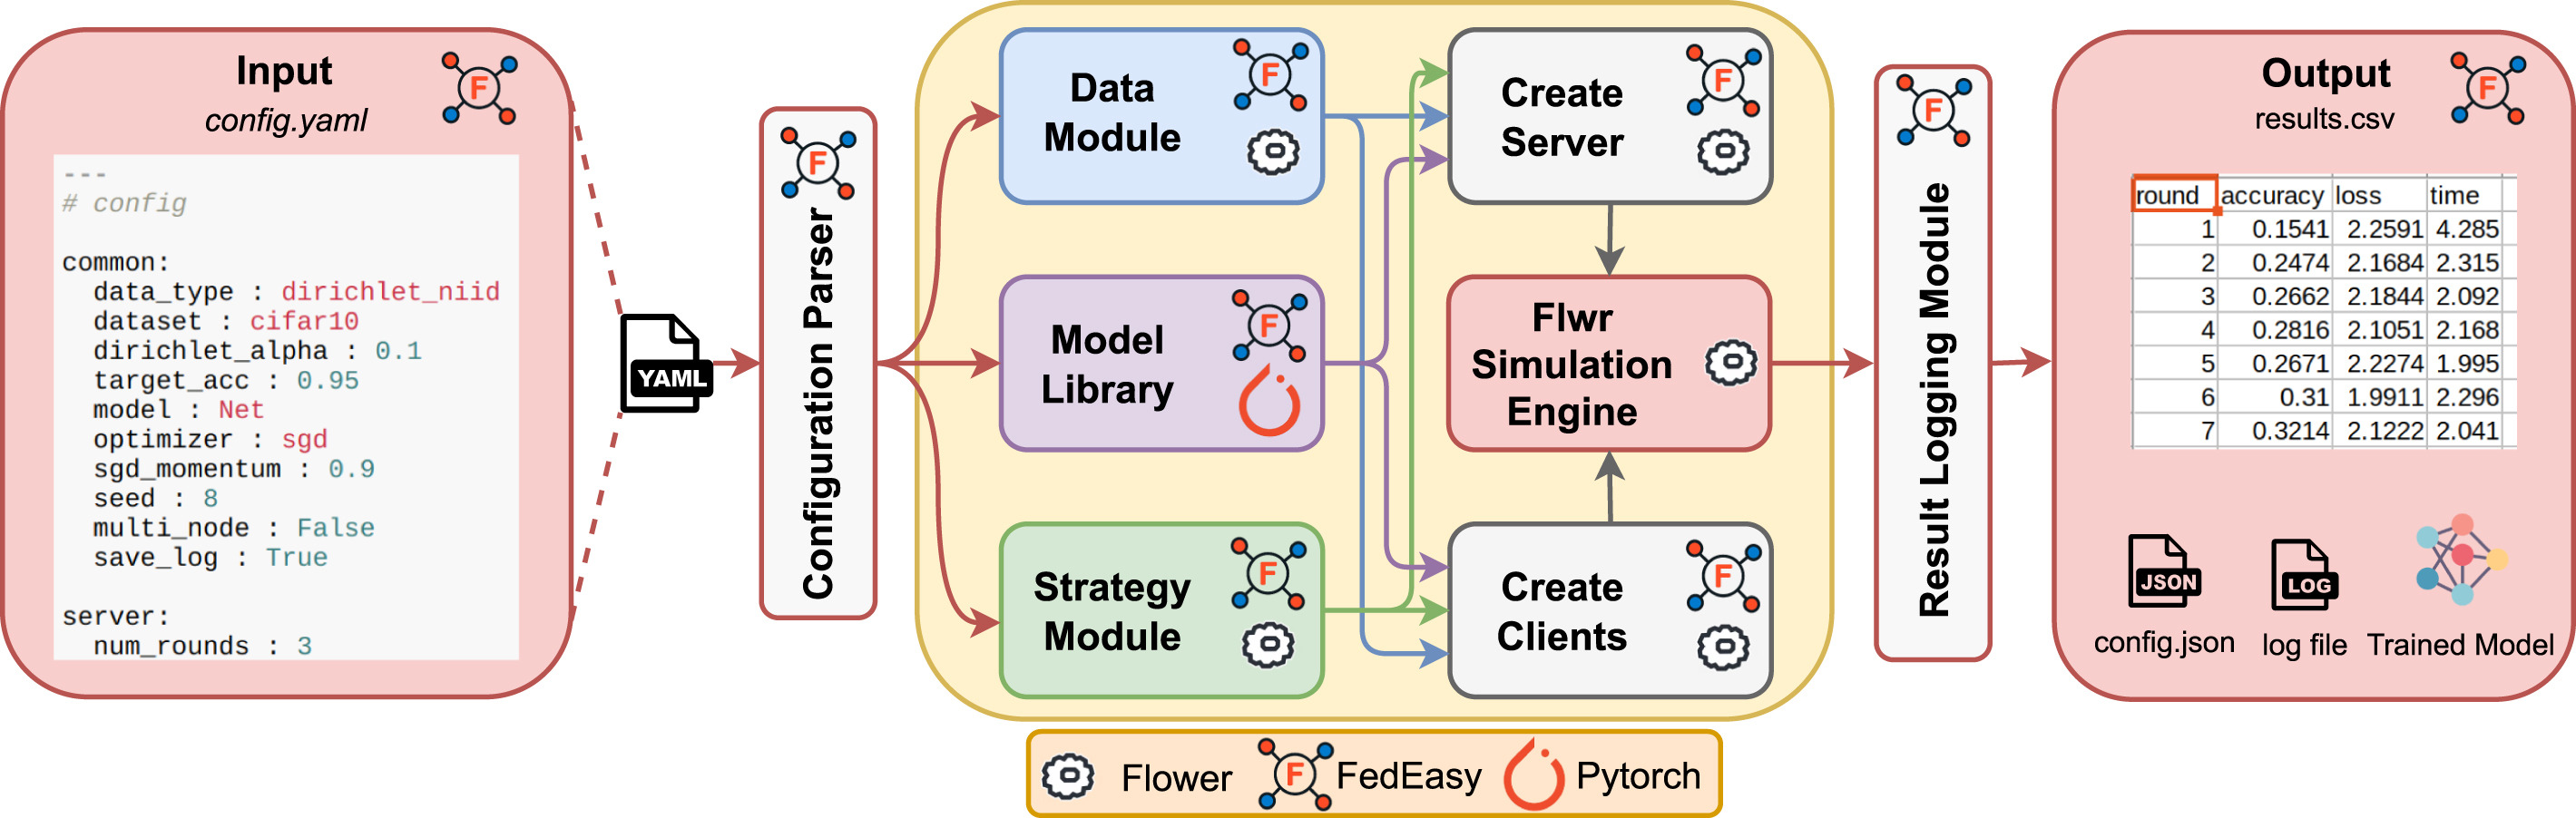 Input
config.yaml
F
---
# config
common:
data_type : dirichlet_niid
dataset : cifar10
dirichlet_alpha : 0.1
target_acc : 0.95
model : Net
optimizer : sgd
sgd_momentum : 0.9
seed : 8
multi_node : False
save_log : True
server:
num_rounds : 3
YAML
F
Configuration Parser
Data
Module
F
Model
Library
F
Strategy
Module
F
Create
Server
F
Flwr
Simulation
Engine
Create
Clients
F
F
Result Logging Module
Output
results.csv
F
round accuracy loss time
1 0.1541 2.2591 4.285
2 0.2474 2.1684 2.315
3 0.2662 2.1844 2.092
4 0.2816 2.1051 2.168
5 0.2671 2.2274 1.995
6 0.31 1.9911 2.296
7 0.3214 2.1222 2.041
JSON
config.json
LOG
log file
Trained Model
Flower
F
FedEasy
Pytorch